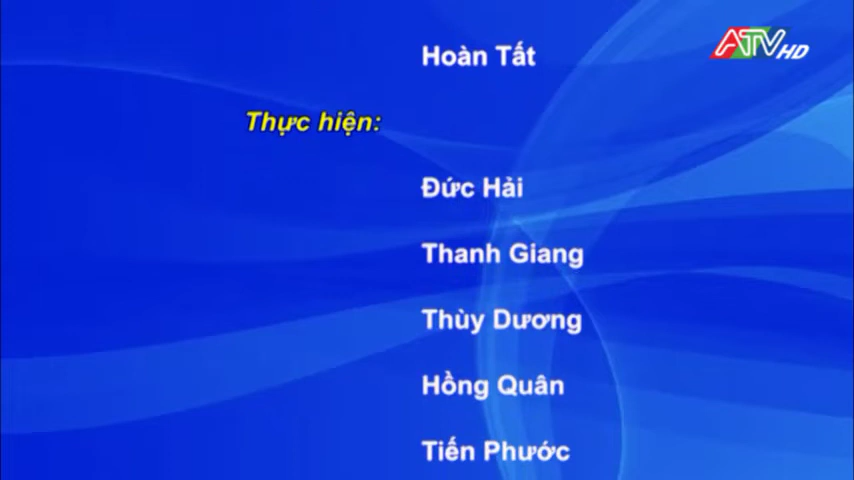 Hoàn Tất
ATV HD
Thực hiện:
Đức Hải
Thanh Giang
Thùy Dương
Hồng Quân
Tiến Phước